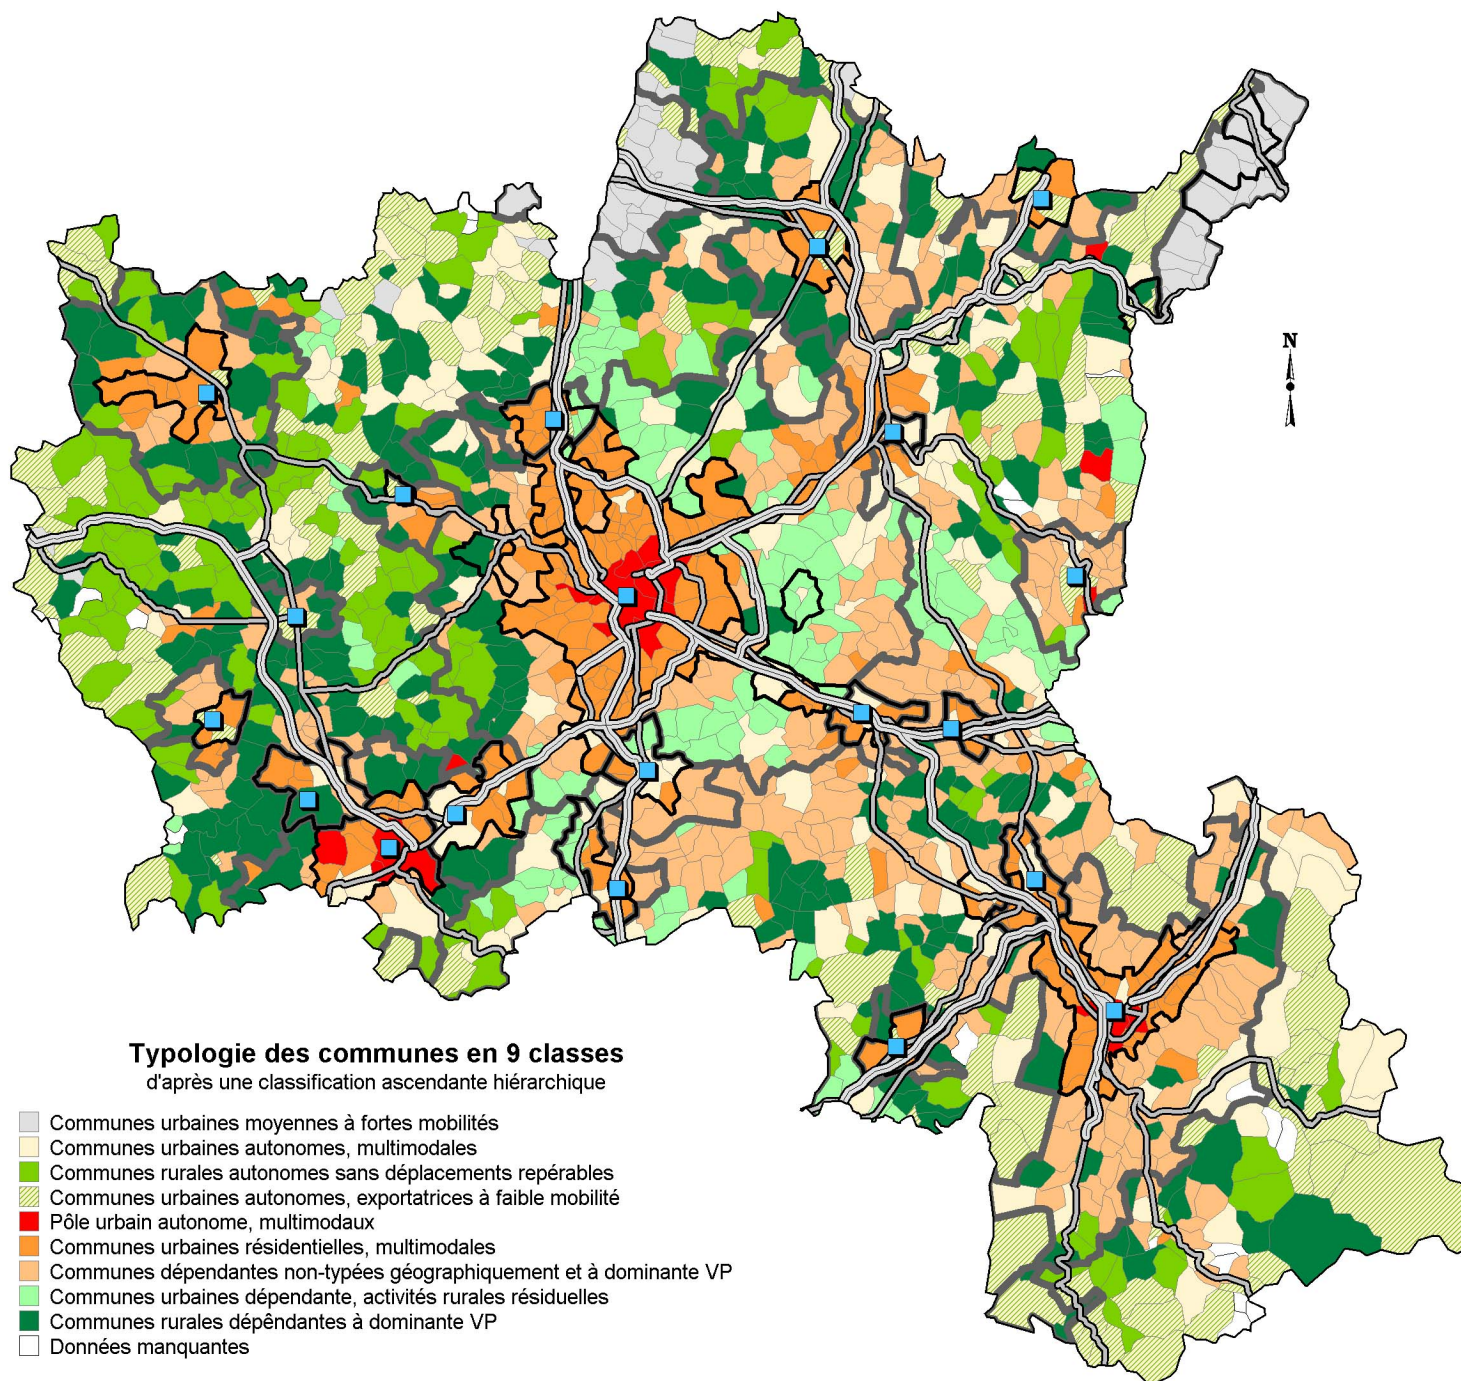 N
Typologie des communes en 9 classes
d'après une classification ascendante hiérarchique
Communes urbaines moyennes à fortes mobilités
Communes urbaines autonomes, multimodales
Communes rurales autonomes sans déplacements repérables
Communes urbaines autonomes, exportatrices à faible mobilité
Pôle urbain autonome, multimodaux
Communes urbaines résidentielles, multimodales
Communes dépendantes non-typées géographiquement et à dominante VP
Communes urbaines dépendante, activités rurales résiduelles
Communes rurales dépêndantes à dominante VP
Données manquantes